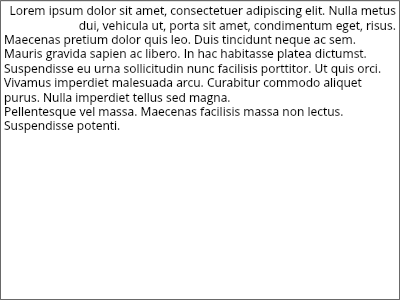 Lorem ipsum dolor sit amet, consectetuer adipiscing elit. Nulla metus
dui, vehicula ut, porta sit amet, condimentum eget, risus.
Maecenas pretium dolor quis leo. Duis tincidunt neque ac sem.
Mauris gravida sapien ac libero. In hac habitasse platea dictumst.
Suspendisse eu urna sollicitudin nunc facilisis porttitor. Ut quis orci.
Vivamus imperdiet malesuada arcu. Curabitur commodo aliquet
purus. Nulla imperdiet tellus sed magna.
Pellentesque vel massa. Maecenas facilisis massa non lectus.
Suspendisse potenti.